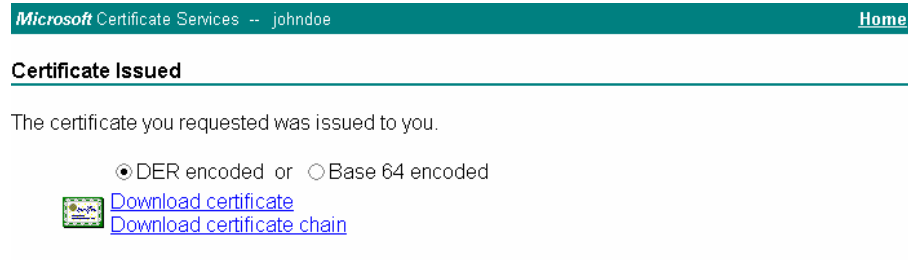 Microsoft Certificate Services -- johndoe Home
Certificate Issued
The certificate you requested was issued to you.
DER encoded or Base 64 encoded
Download certificate
Download certificate chain